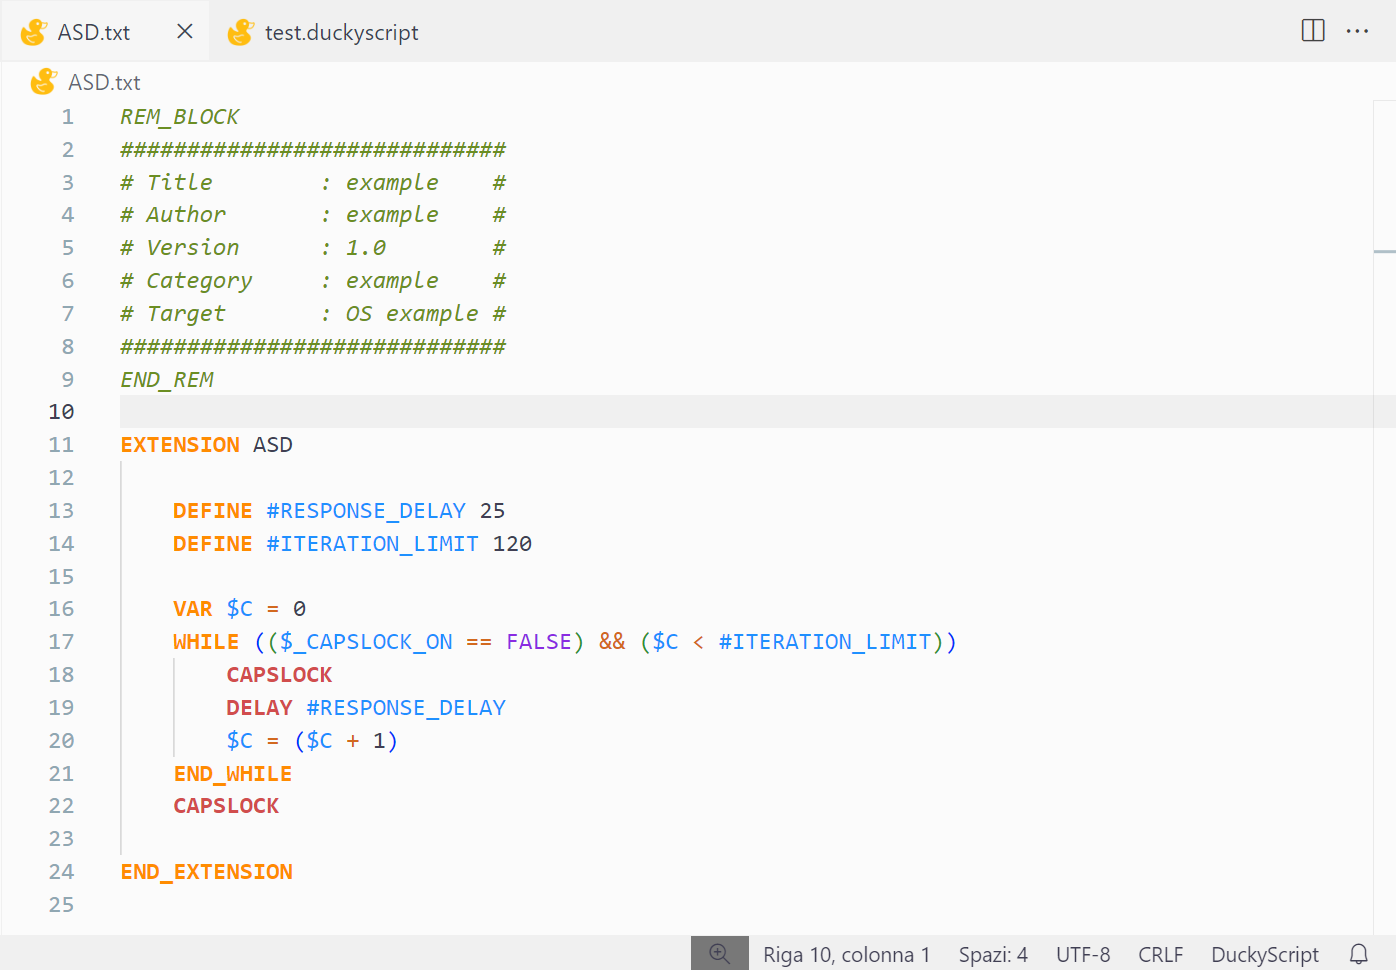 ASD.txt test.duckyscript
ASD.txt
1 REM_BLOCK
2 #############################
3 # Title        : example    #
4 # Author       : example    #
5 # Version      : 1.0        #
6 # Category     : example    #
7 # Target       : OS example #
8 #############################
9 END_REM
10
11 EXTENSION ASD
12
13     DEFINE #RESPONSE_DELAY 25
14     DEFINE #ITERATION_LIMIT 120
15
16     VAR $C = 0
17     WHILE (($_CAPSLOCK_ON == FALSE) && ($C < #ITERATION_LIMIT))
18         CAPSLOCK
19         DELAY #RESPONSE_DELAY
20         $C = ($C + 1)
21     END_WHILE
22     CAPSLOCK
23
24 END_EXTENSION
25
Riga 10, colonna 1 Spazi: 4 UTF-8 CRLF DuckyScript